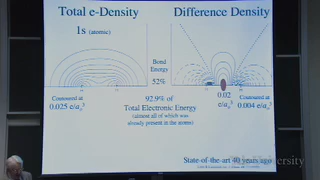 Total e-Density
Difference Density
1s (atomic)
Bond
Energy
52%
92.9% of
Total Electronic Energy
(almost all of which was
already present in the atoms)
Contoured at
0.025 e/a₀³
0.02
e/a₀³
Contoured at
0.004 e/a₀³
State-of-the-art 40 years ago